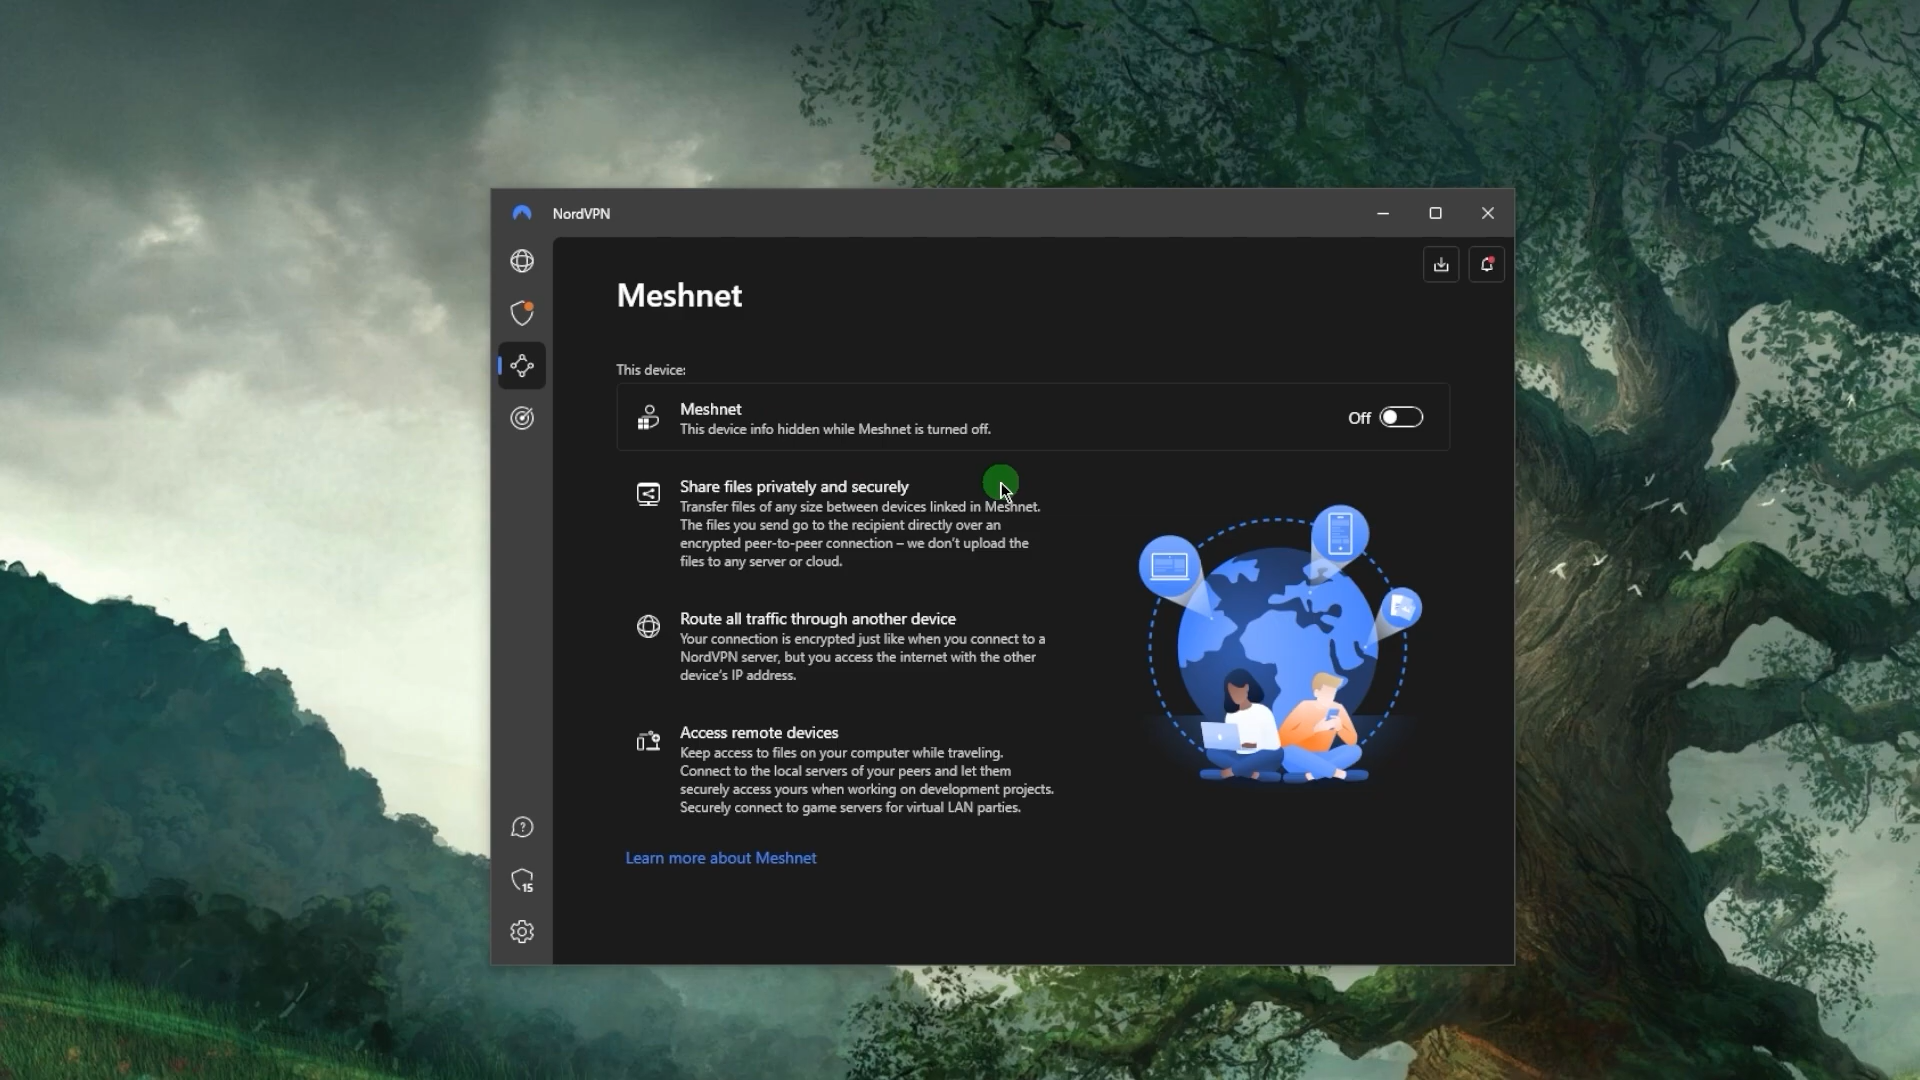 NordVPN
Meshnet
This device:
Meshnet
This device info hidden while Meshnet is turned off.
Off
Share files privately and securely
Transfer files of any size between devices linked in Meshnet.
The files you send go to the recipient directly over an
encrypted peer-to-peer connection – we don't upload the
files to any server or cloud.
Route all traffic through another device
Your connection is encrypted just like when you connect to a
NordVPN server, but you access the internet with the other
device's IP address.
Access remote devices
Keep access to files on your computer while traveling.
Connect to the local servers of your peers and let them
securely access yours when working on development projects.
Securely connect to game servers for virtual LAN parties.
Learn more about Meshnet
15